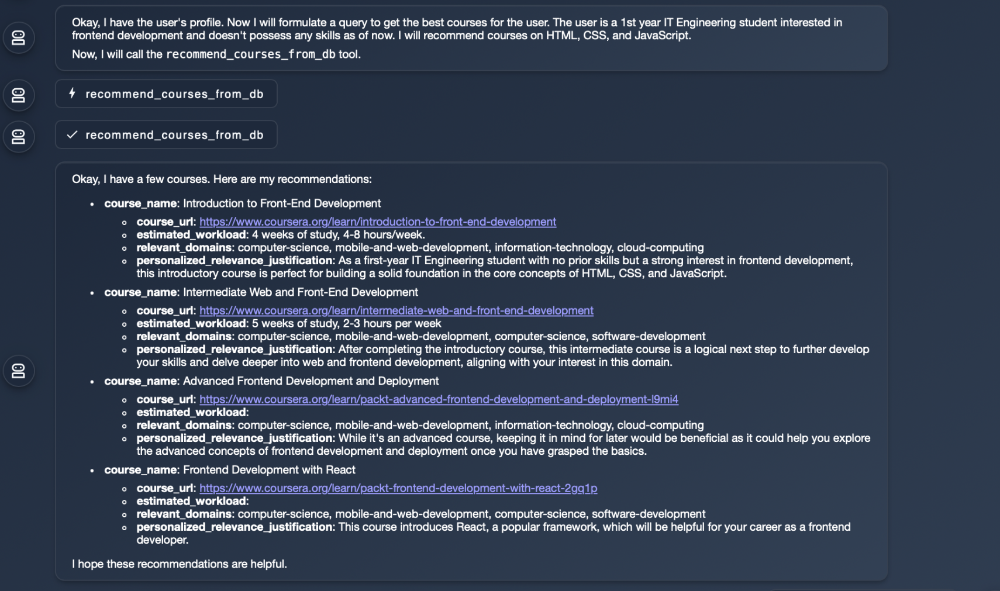 Okay, I have the user's profile. Now I will formulate a query to get the best courses for the user. The user is a 1st year IT Engineering student interested in
frontend development and doesn't possess any skills as of now. I will recommend courses on HTML, CSS, and JavaScript.
Now, I will call the recommend_courses_from_db tool.
recommend_courses_from_db
recommend_courses_from_db
Okay, I have a few courses. Here are my recommendations:
• course_name: Introduction to Front-End Development
◦ course_url: https://www.coursera.org/learn/introduction-to-front-end-development
◦ estimated_workload: 4 weeks of study, 4-8 hours/week.
◦ relevant_domains: computer-science, mobile-and-web-development, information-technology, cloud-computing
◦ personalized_relevance_justification: As a first-year IT Engineering student with no prior skills but a strong interest in frontend development,
this introductory course is perfect for building a solid foundation in the core concepts of HTML, CSS, and JavaScript.
• course_name: Intermediate Web and Front-End Development
◦ course_url: https://www.coursera.org/learn/intermediate-web-and-front-end-development
◦ estimated_workload: 5 weeks of study, 2-3 hours per week
◦ relevant_domains: computer-science, mobile-and-web-development, computer-science, software-development
◦ personalized_relevance_justification: After completing the introductory course, this intermediate course is a logical next step to further develop
your skills and delve deeper into web and frontend development, aligning with your interest in this domain.
• course_name: Advanced Frontend Development and Deployment
◦ course_url: https://www.coursera.org/learn/packt-advanced-frontend-development-and-deployment-l9mi4
◦ estimated_workload:
◦ relevant_domains: computer-science, mobile-and-web-development, information-technology, cloud-computing
◦ personalized_relevance_justification: While it's an advanced course, keeping it in mind for later would be beneficial as it could help you explore
the advanced concepts of frontend development and deployment once you have grasped the basics.
• course_name: Frontend Development with React
◦ course_url: https://www.coursera.org/learn/packt-frontend-development-with-react-2gq1p
◦ estimated_workload:
◦ relevant_domains: computer-science, mobile-and-web-development, computer-science, software-development
◦ personalized_relevance_justification: This course introduces React, a popular framework, which will be helpful for your career as a frontend
developer.
I hope these recommendations are helpful.